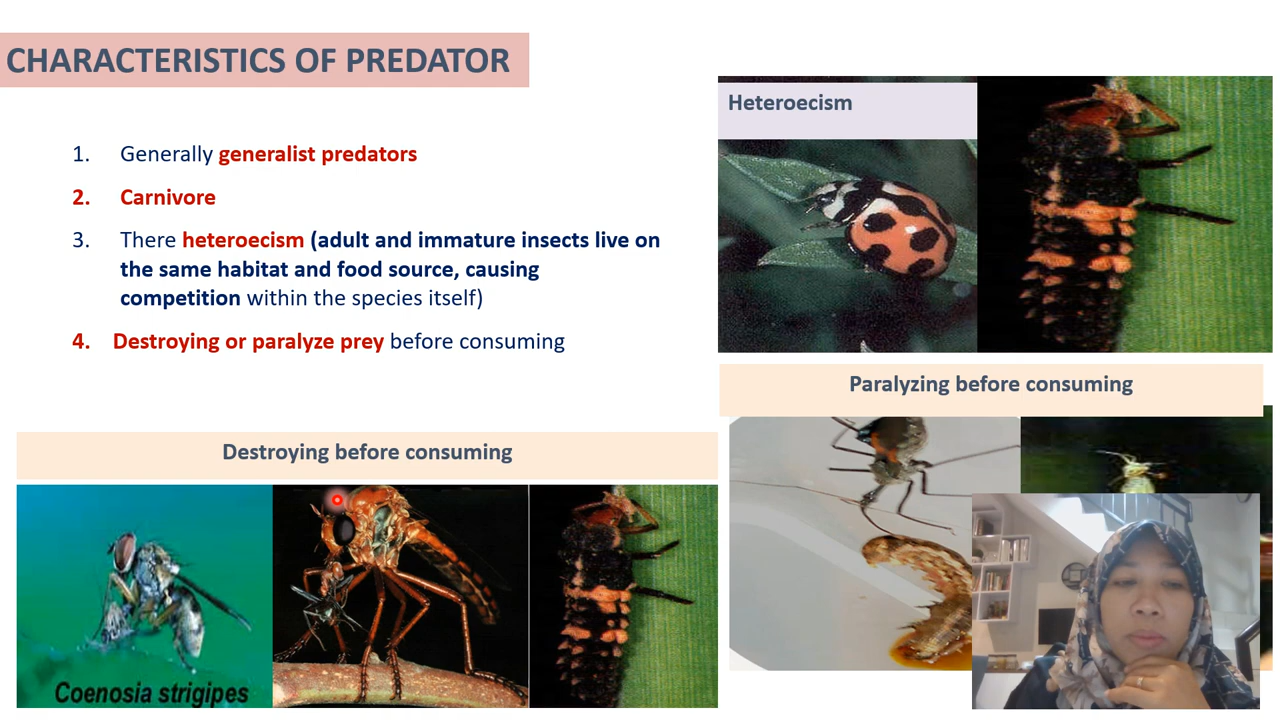 CHARACTERISTICS OF PREDATOR
1. Generally generalist predators
2. Carnivore
3. There heteroecism (adult and immature insects live on
the same habitat and food source, causing
competition within the species itself)
4. Destroying or paralyze prey before consuming
Heteroecism
Paralyzing before consuming
Destroying before consuming
Coenosia strigipes